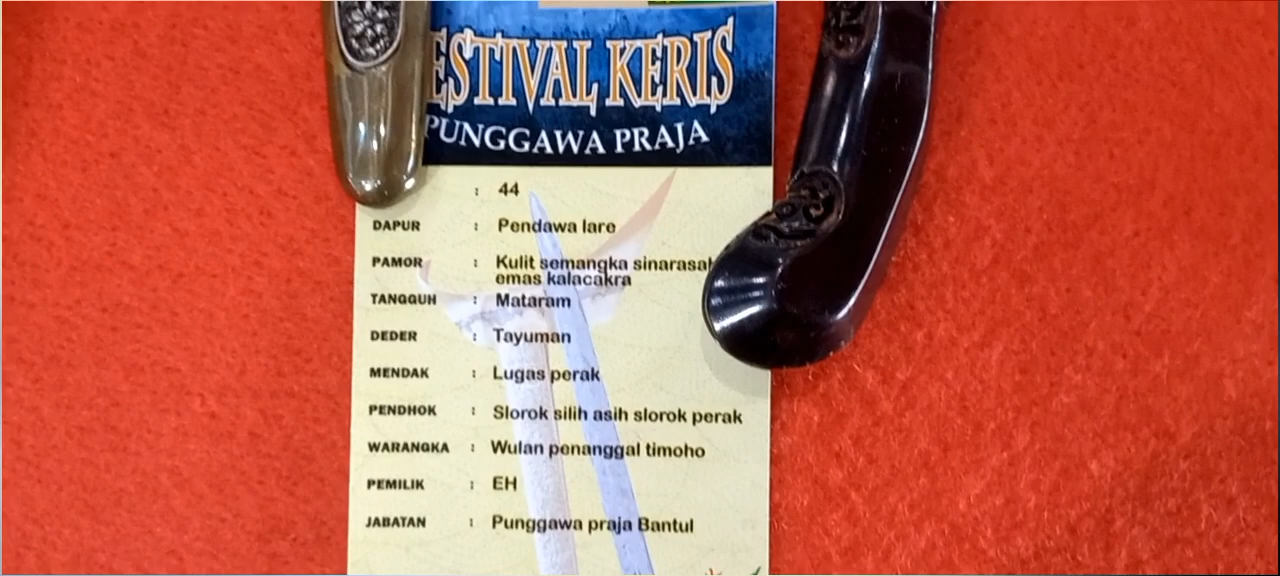 ESTIVAL KERIS
PUNGGAWA PRAJA
: 44
DAPUR : Pendawa lare
PAMOR : Kulit semangka sinarasah
emas kalacakra
TANGGUH : Mataram
DEDER : Tayuman
MENDAK : Lugas perak
PENDHOK : Slorok silih asih slorok perak
WARANGKA : Wulan penanggal timoho
PEMILIK : EH
JABATAN : Punggawa praja Bantul